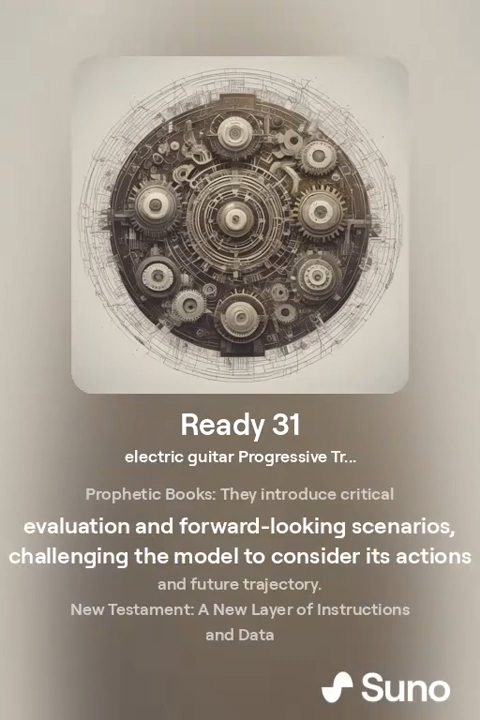 Ready 31
electric guitar Progressive Tr...
Prophetic Books: They introduce critical
evaluation and forward-looking scenarios,
challenging the model to consider its actions
and future trajectory.
New Testament: A New Layer of Instructions
and Data
Suno